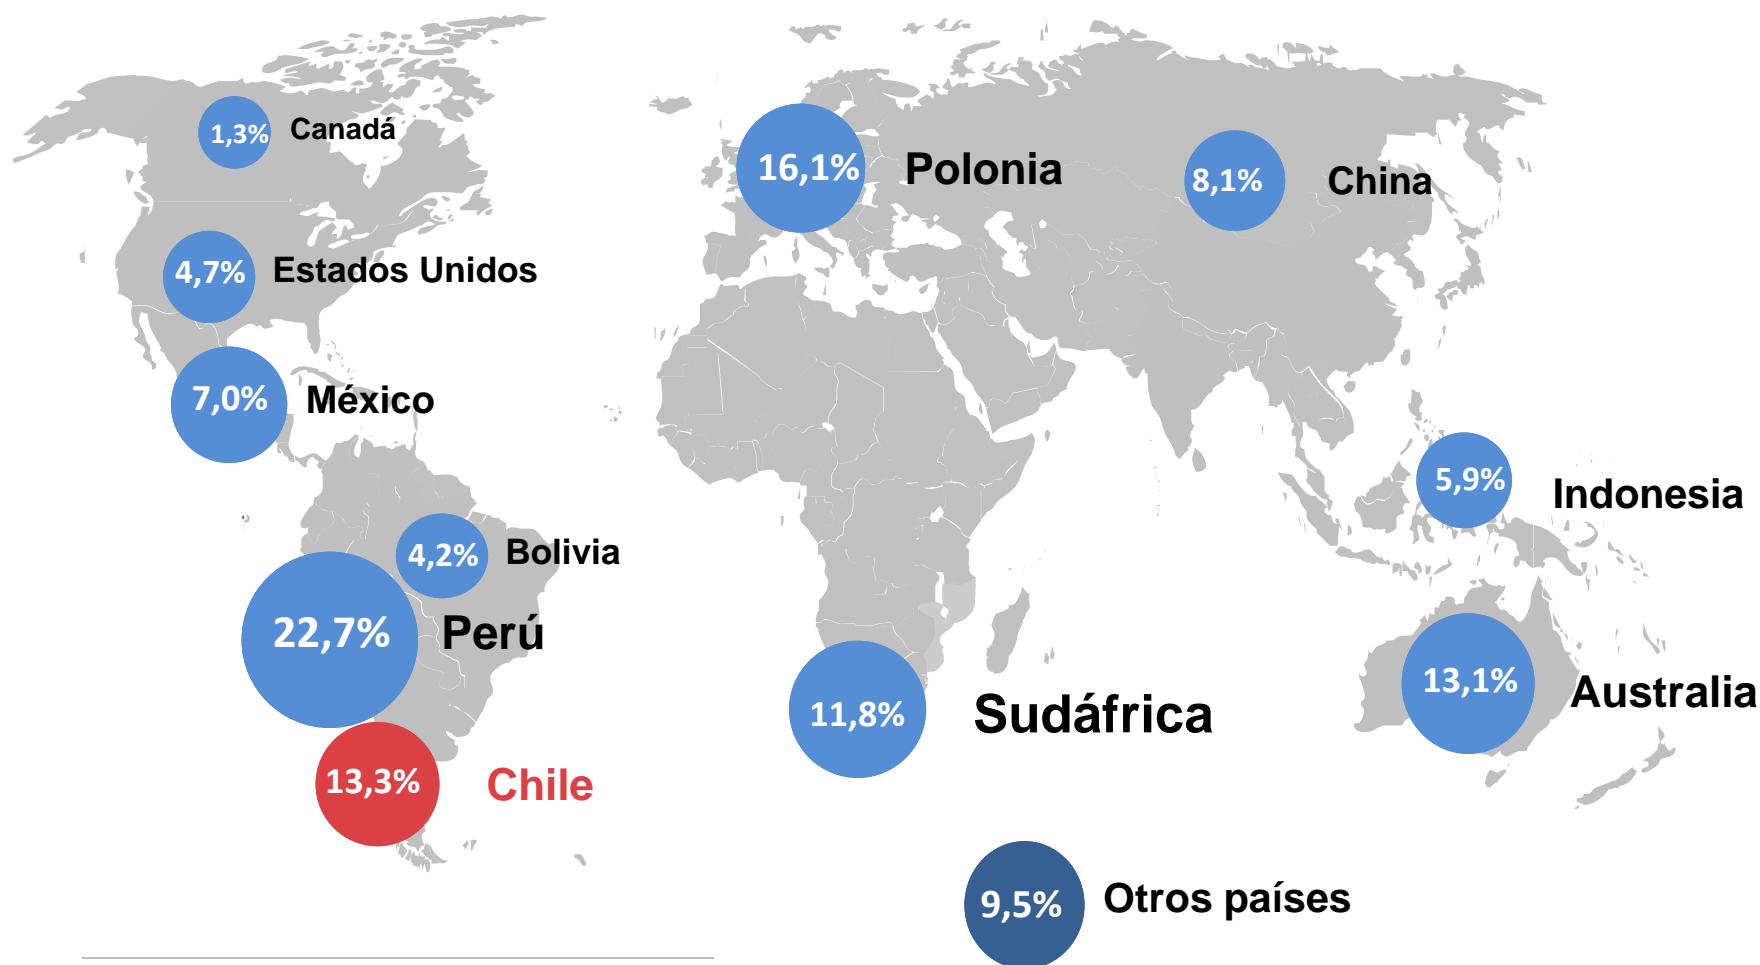 1,3% Canadá
16,1% Polonia
8,1% China
4,7% Estados Unidos
7,0% México
5,9% Indonesia
4,2% Bolivia
22,7% Perú
13,1% Australia
11,8% Sudáfrica
13,3% Chile
9,5% Otros países